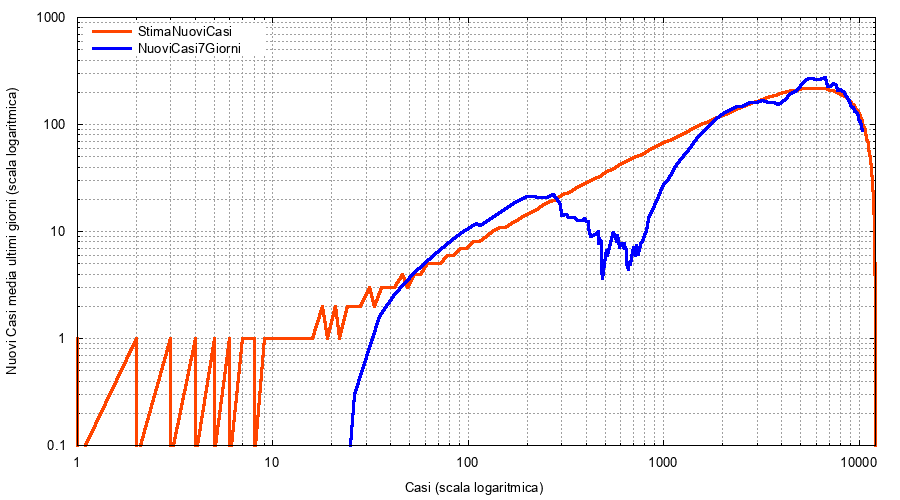 1000
StimaNuoviCasi
NuoviCasi7Giorni
100
10
1
0.1
Nuovi Casi media ultimi giorni (scala logaritmica)
1 10 100 1000 10000
Casi (scala logaritmica)